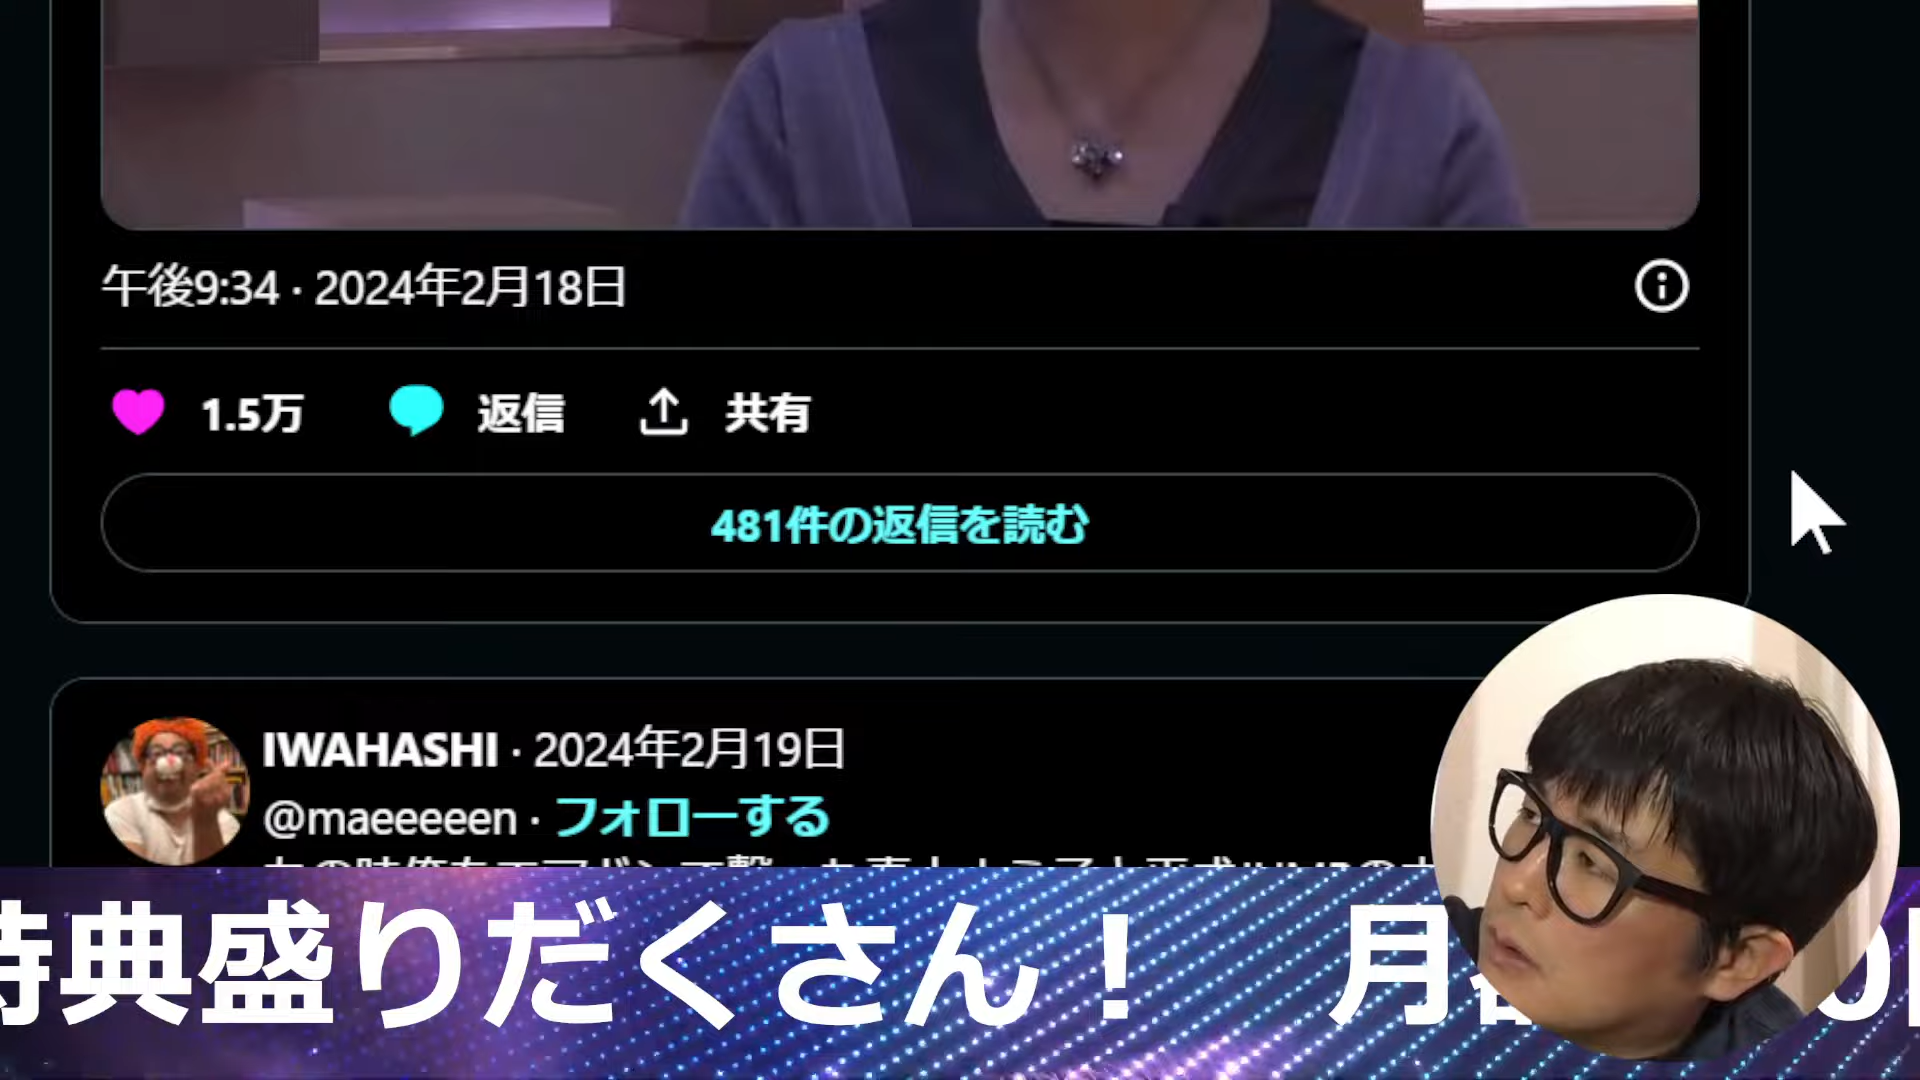 午後9:34 · 2024年2月18日
1.5万 返信 共有
481件の返信を読む
IWAHASHI · 2024年2月19日
@maeeeeen · フォローする
典盛りだくさん！ 月